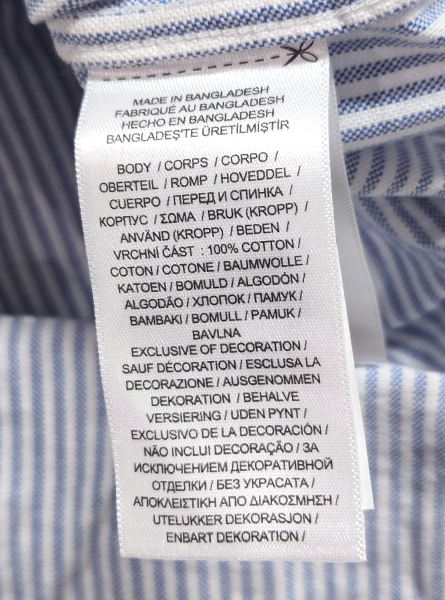 MADE IN BANGLADESH
FABRIQUÉ AU BANGLADESH
HECHO EN BANGLADESH
BANGLADEŞ'TE ÜRETİLMİŞTİR
BODY / CORPS / CORPO /
OBERTEIL / ROMP / HOVEDDEL /
CUERPO / ПЕРЕД И СПИНКА /
КОРПУС / ΣΩΜΑ / BRUK (KROPP) /
ANVÄND (KROPP) / BEDEN /
VRCHNÍ ČÁST : 100% COTTON /
COTON / COTONE / BAUMWOLLE /
KATOEN / BOMULD / ALGODÓN /
ALGODÃO / ХЛОПОК / ПАМУК /
ΒΑΜΒΑΚΙ / BOMULL / PAMUK /
BAVLNA
EXCLUSIVE OF DECORATION /
SAUF DÉCORATION / ESCLUSA LA
DECORAZIONE / AUSGENOMMEN
DEKORATION / BEHALVE
VERSIERING / UDEN PYNT /
EXCLUSIVO DE LA DECORACIÓN /
NÃO INCLUI DECORAÇÃO / ЗА
ИСКЛЮЧЕНИЕМ ДЕКОРАТИВНОЙ
ОТДЕЛКИ / БЕЗ УКРАСАТА /
ΑΠΟΚΛΕΙΣΤΙΚΗ ΑΠΟ ΔΙΑΚΟΣΜΗΣΗ /
UTELUKKER DEKORASJON /
ENBART DEKORATION /